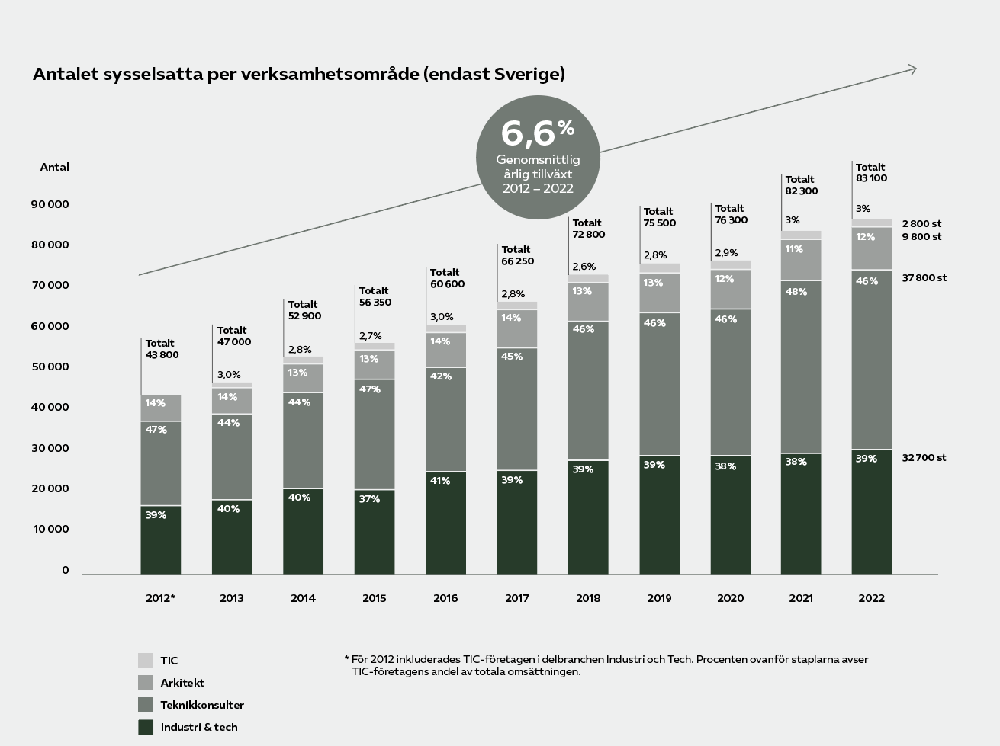 Antalet sysselsatta per verksamhetsområde (endast Sverige)
6,6%
Genomsnittlig
årlig tillväxt
2012 – 2022
Antal
90 000
80 000
70 000
60 000
50 000
40 000
30 000
20 000
10 000
0
Totalt
43 800
14%
47%
39%
2012*
Totalt
47 000
3,0%
14%
44%
40%
2013
Totalt
52 900
2,8%
13%
44%
40%
2014
Totalt
56 350
2,7%
13%
47%
37%
2015
Totalt
60 600
3,0%
14%
42%
41%
2016
Totalt
66 250
2,8%
14%
45%
39%
2017
Totalt
72 800
2,6%
13%
46%
39%
2018
Totalt
75 500
2,8%
13%
46%
39%
2019
Totalt
76 300
2,9%
12%
46%
38%
2020
Totalt
82 300
3%
11%
48%
38%
2021
Totalt
83 100
3%
12%
46%
39%
2022
2 800 st
9 800 st
37 800 st
32 700 st
TIC
Arkitekt
Teknikkonsulter
Industri & tech
* För 2012 inkluderades TIC-företagen i delbranchen Industri och Tech. Procenten ovanför staplarna avser
TIC-företagens andel av totala omsättningen.